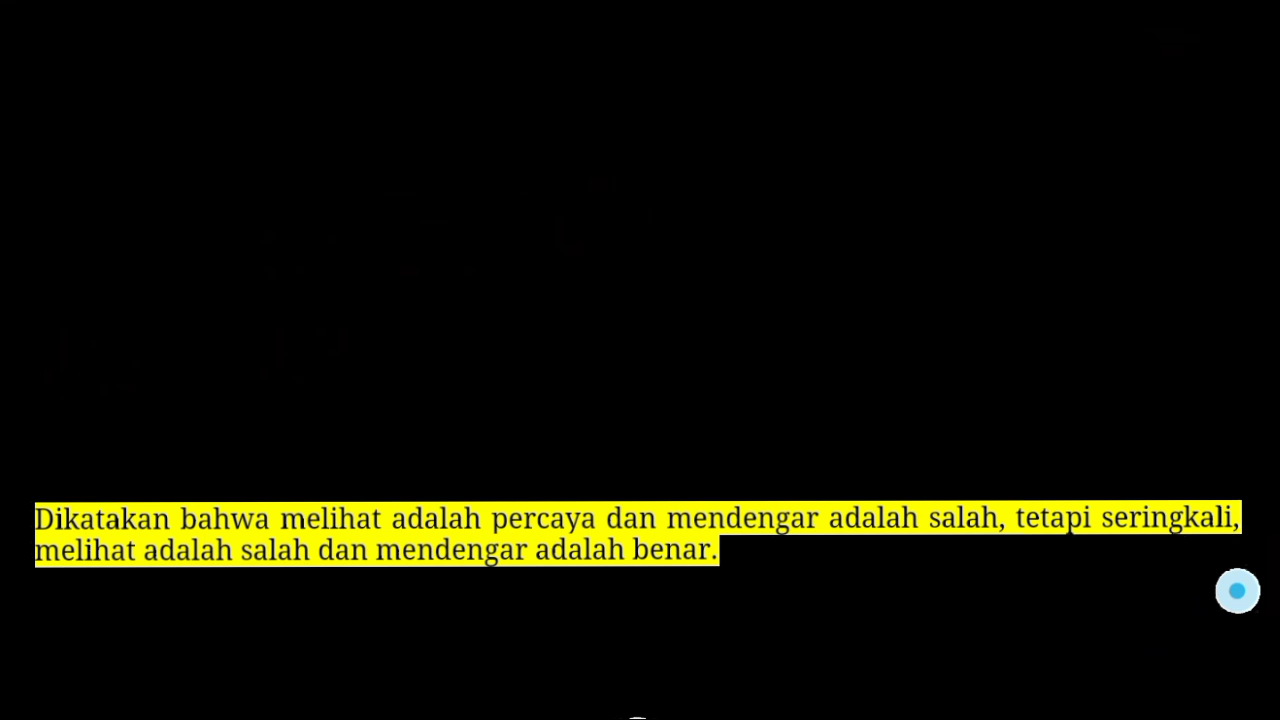 Dikatakan bahwa melihat adalah percaya dan mendengar adalah salah, tetapi seringkali,
melihat adalah salah dan mendengar adalah benar.